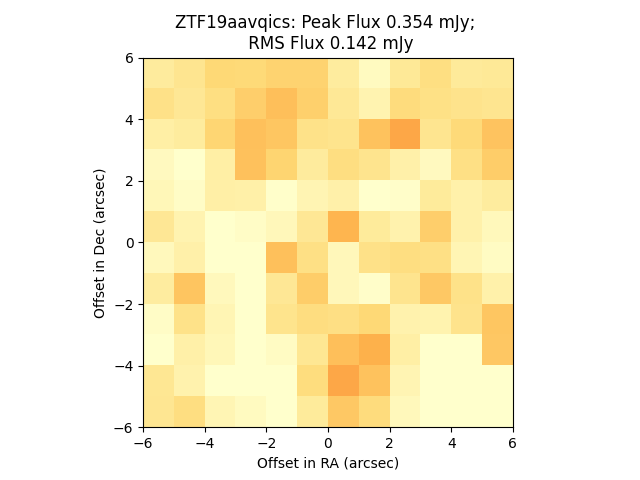 ZTF19aavqics: Peak Flux 0.354 mJy;
RMS Flux 0.142 mJy
6
4
2
0
−2
−4
−6
Offset in Dec (arcsec)
−6 −4 −2 0 2 4 6
Offset in RA (arcsec)